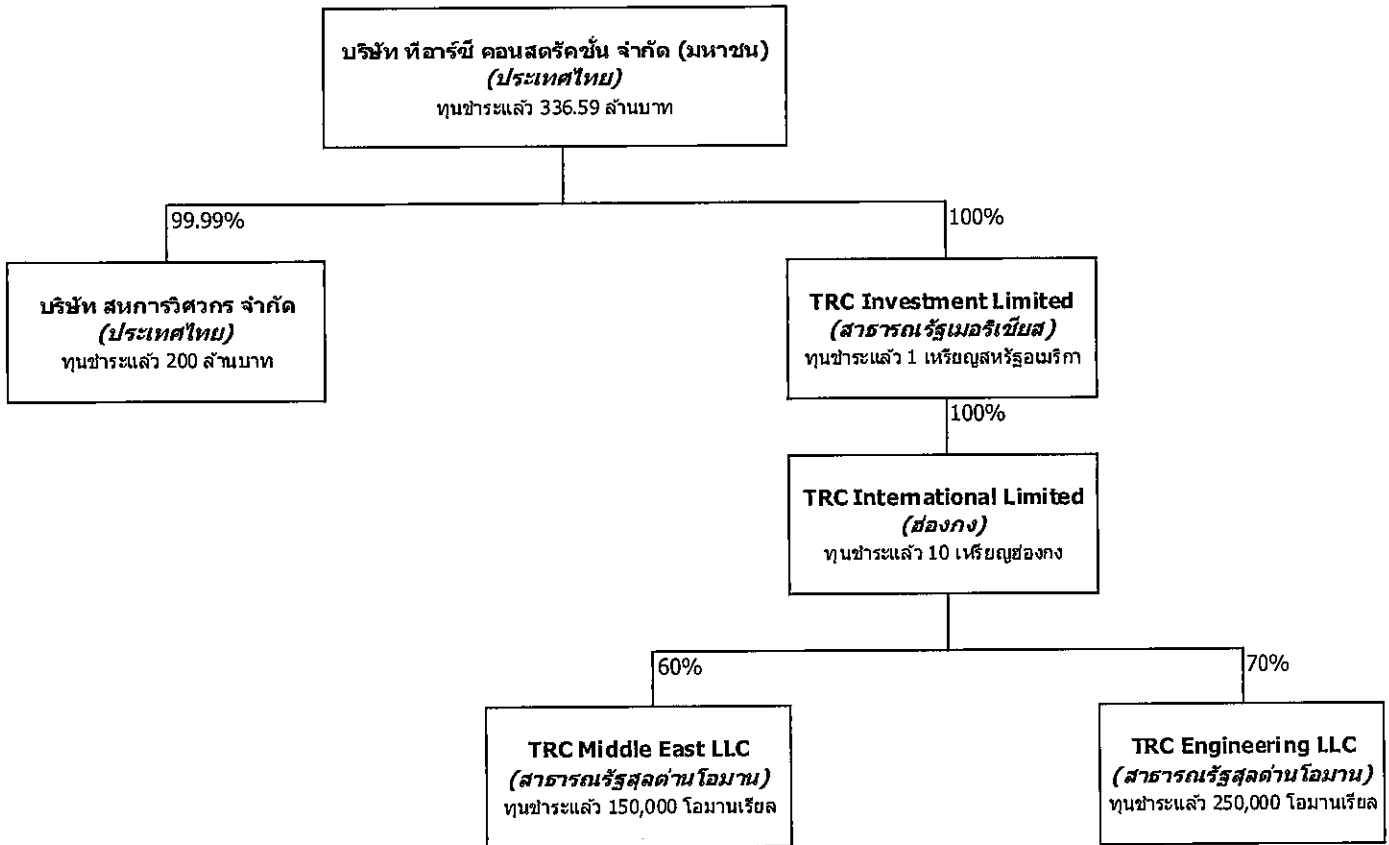 บริษัท ทีอาร์ซี คอนสตรัคชั่น จำกัด (มหาชน)
(ประเทศไทย)
ทุนชำระแล้ว 336.59 ล้านบาท
99.99%
100%
บริษัท สหการวิศวกร จำกัด
(ประเทศไทย)
ทุนชำระแล้ว 200 ล้านบาท
TRC Investment Limited
(สาธารณรัฐเมอริเชียส)
ทุนชำระแล้ว 1 เหรียญสหรัฐอเมริกา
100%
TRC International Limited
(ฮ่องกง)
ทุนชำระแล้ว 10 เหรียญฮ่องกง
60%
70%
TRC Middle East LLC
(สาธารณรัฐสุลต่านโอมาน)
ทุนชำระแล้ว 150,000 โอมานเรียล
TRC Engineering LLC
(สาธารณรัฐสุลต่านโอมาน)
ทุนชำระแล้ว 250,000 โอมานเรียล